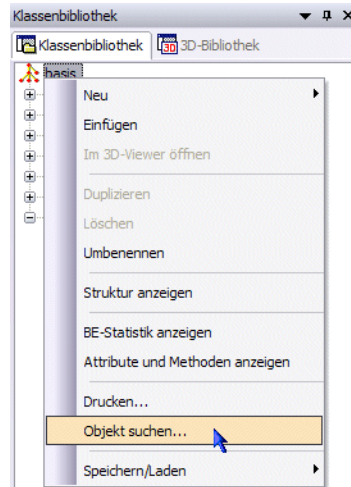 Klassenbibliothek
Klassenbibliothek 3D-Bibliothek
basis
Neu
Einfügen
Im 3D-Viewer öffnen
Duplizieren
Löschen
Umbenennen
Struktur anzeigen
BE-Statistik anzeigen
Attribute und Methoden anzeigen
Drucken...
Objekt suchen...
Speichern/Laden